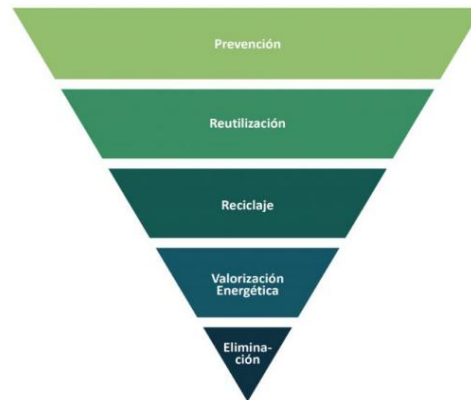 Prevención
Reutilización
Reciclaje
Valorización
Energética
Elimina-
ción